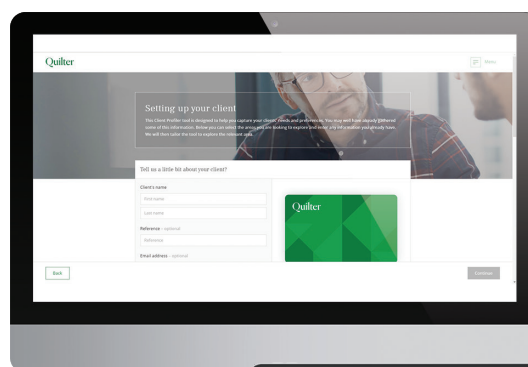 Quilter
Menu
Setting up your client
This Client Profiler tool is designed to help you capture your clients' needs and preferences. You may well have already gathered
some of this information. Below you can select the areas you are looking to explore and enter any information you already have.
We will then tailor the tool to explore the relevant area.
Tell us a little bit about your client?
Client's name
First name
Last name
Reference - optional
Reference
Email address - optional
Quilter
Back
Continue